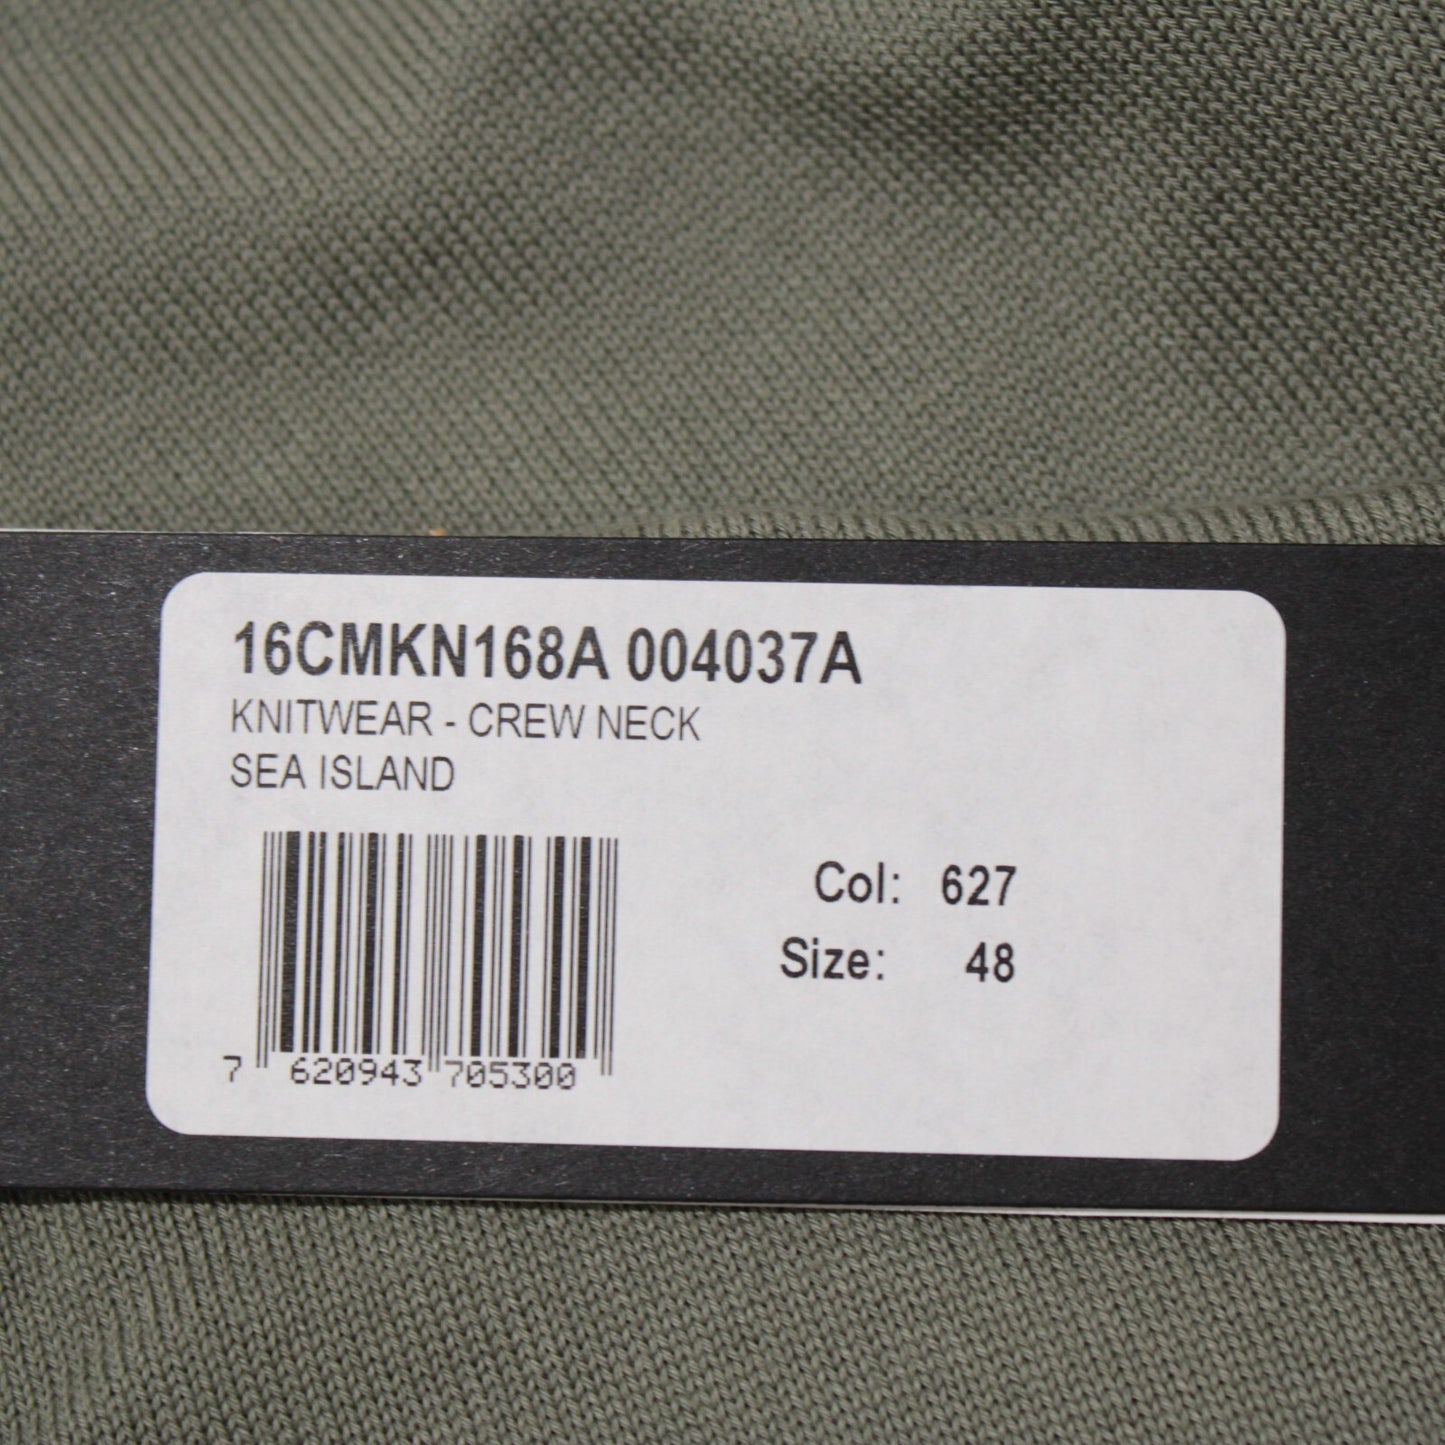 16CMKN168A 004037A
KNITWEAR - CREW NECK
SEA ISLAND
Col: 627
Size: 48
7 620943 705300